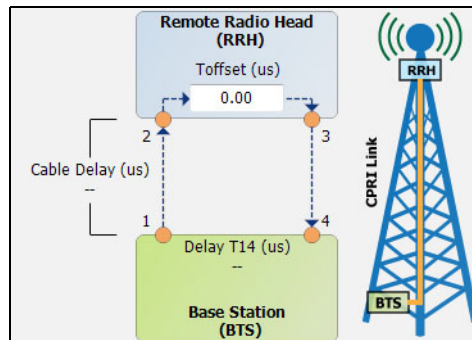 Remote Radio Head
(RRH)
Toffset (us)
0.00
2
3
Cable Delay (us)
--
1
4
Delay T14 (us)
--
Base Station
(BTS)
RRH
CPRI Link
BTS